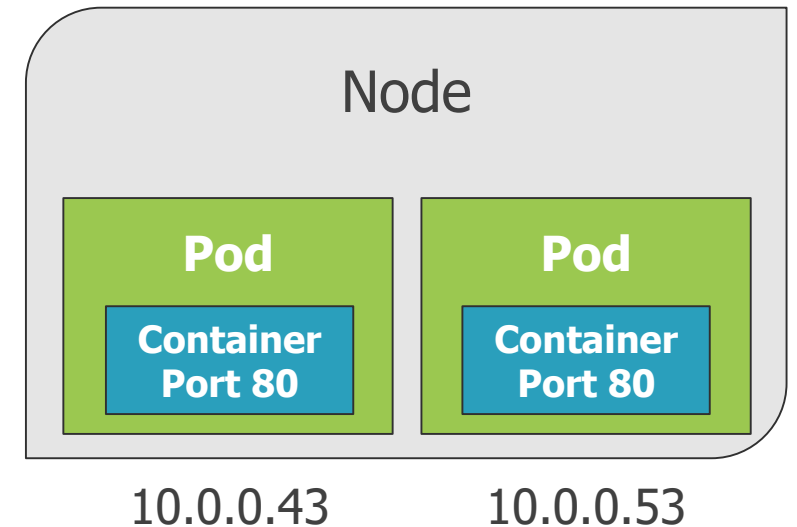 Node
Pod
Container
Port 80
Pod
Container
Port 80
10.0.0.43
10.0.0.53